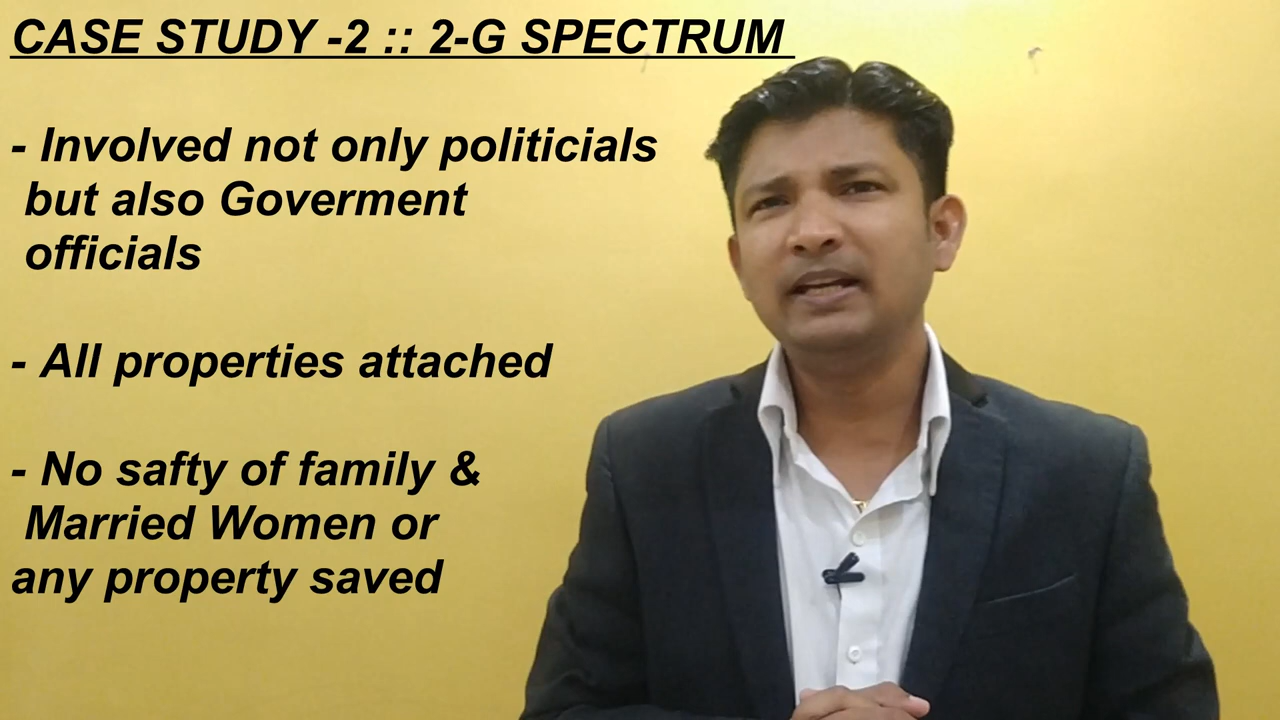 CASE STUDY -2 :: 2-G SPECTRUM
- Involved not only politicials
but also Goverment
officials
- All properties attached
- No safty of family &
Married Women or
any property saved